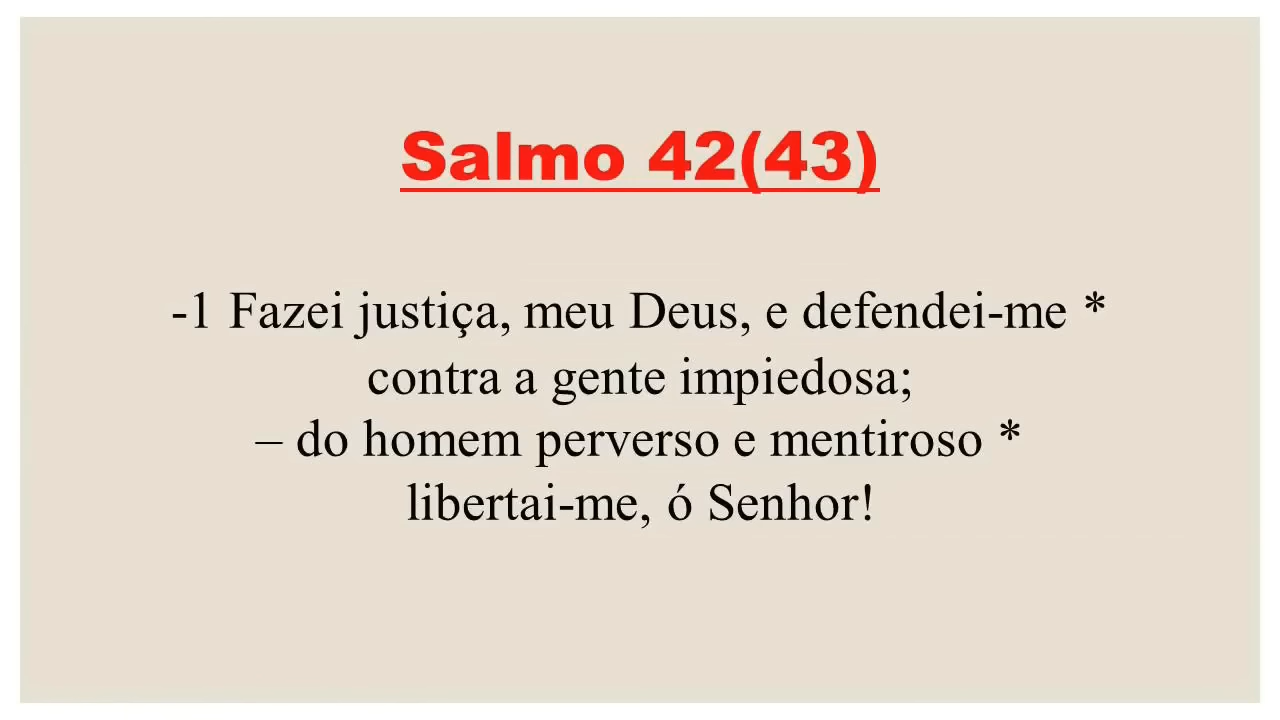 Salmo 42(43)
-1 Fazei justiça, meu Deus, e defendei-me *
contra a gente impiedosa;
– do homem perverso e mentiroso *
libertai-me, ó Senhor!